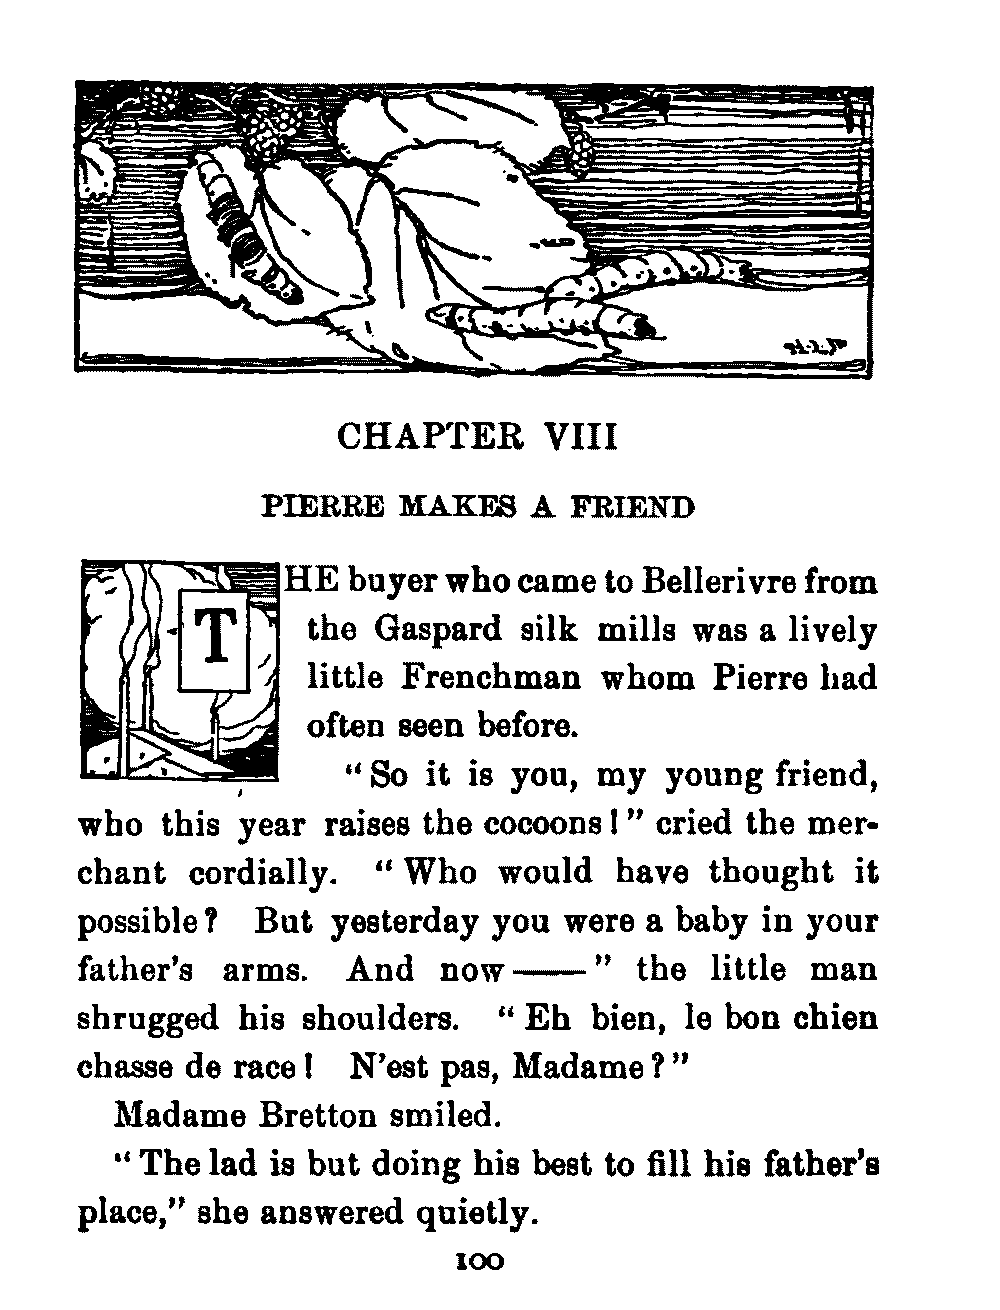 CHAPTER VIII
PIERRE MAKES A FRIEND
THE buyer who came to Bellerivre from
the Gaspard silk mills was a lively
little Frenchman whom Pierre had
often seen before.
“So it is you, my young friend,
who this year raises the cocoons!” cried the mer-
chant cordially. “Who would have thought it
possible? But yesterday you were a baby in your
father's arms. And now——” the little man
shrugged his shoulders. “Eh bien, le bon chien
chasse de race! N'est pas, Madame?”
Madame Bretton smiled.
“The lad is but doing his best to fill his father's
place,” she answered quietly.
100